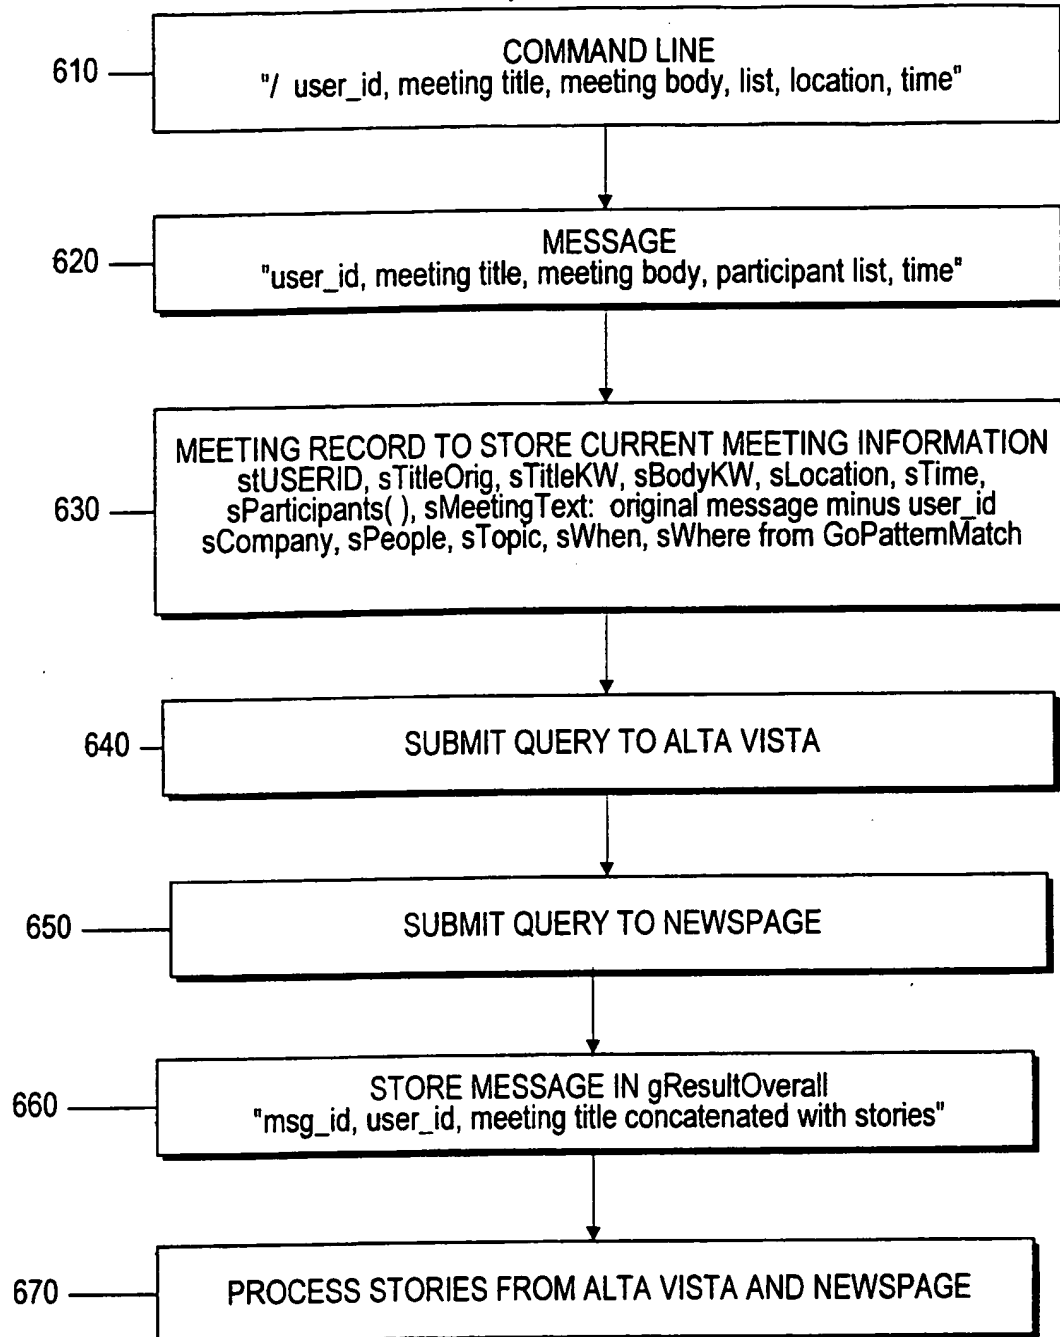 COMMAND LINE
610
"/ user_id, meeting title, meeting body, list, location, time"
MESSAGE
620
"user_id, meeting title, meeting body, participant list, time"
MEETING RECORD TO STORE CURRENT MEETING INFORMATION
stUSERID, sTitleOrig, sTitleKW, sBodyKW, sLocation, sTime,
630
sParticipants( ), sMeetingText: original message minus user_id
sCompany, sPeople, sTopic, sWhen, sWhere from GoPatternMatch
640
SUBMIT QUERY TO ALTA VISTA
650
SUBMIT QUERY TO NEWSPAGE
STORE MESSAGE IN gResultOverall
660
"msg_id, user_id, meeting title concatenated with stories"
670
PROCESS STORIES FROM ALTA VISTA AND NEWSPAGE